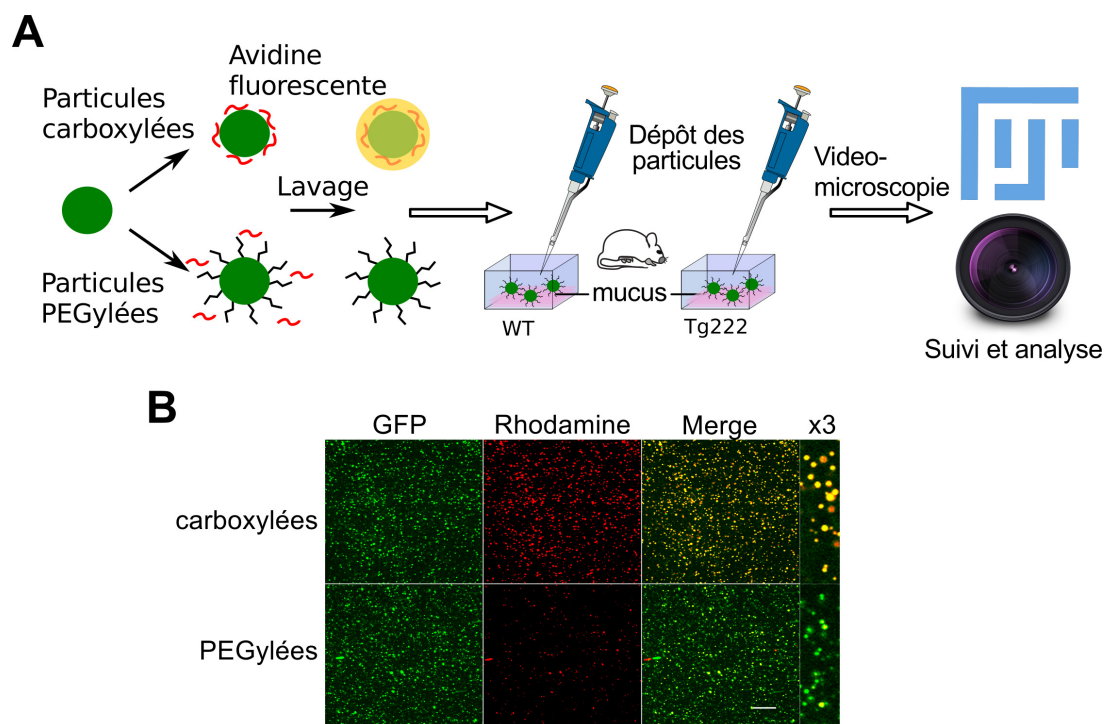 A
Avidine
fluorescente
Particules
carboxylées
Lavage
Particules
PEGylées
Dépôt des
particules
mucus
WT
Tg222
Video-
microscopie
Suivi et analyse
B
GFP
Rhodamine
Merge
x3
carboxylées
PEGylées